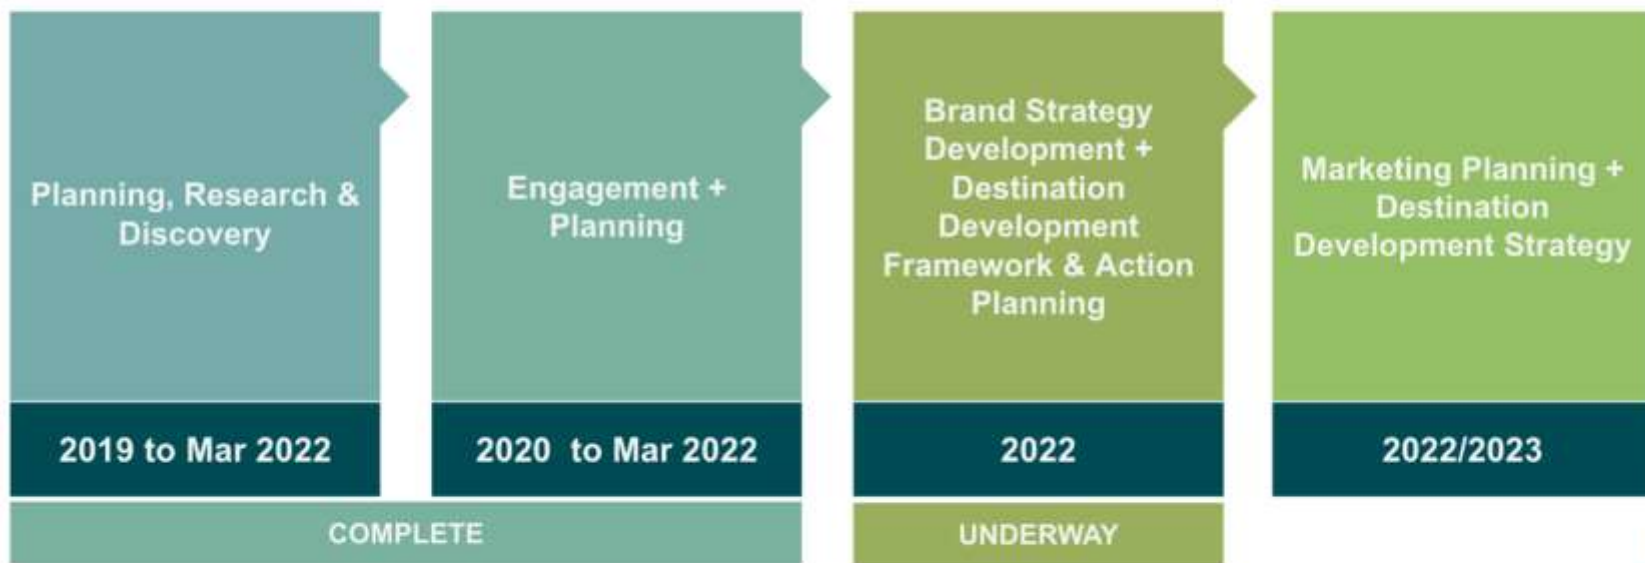 Planning, Research &
Discovery
2019 to Mar 2022
Engagement +
Planning
2020 to Mar 2022
COMPLETE
Brand Strategy
Development +
Destination
Development
Framework & Action
Planning
2022
UNDERWAY
Marketing Planning +
Destination
Development Strategy
2022/2023